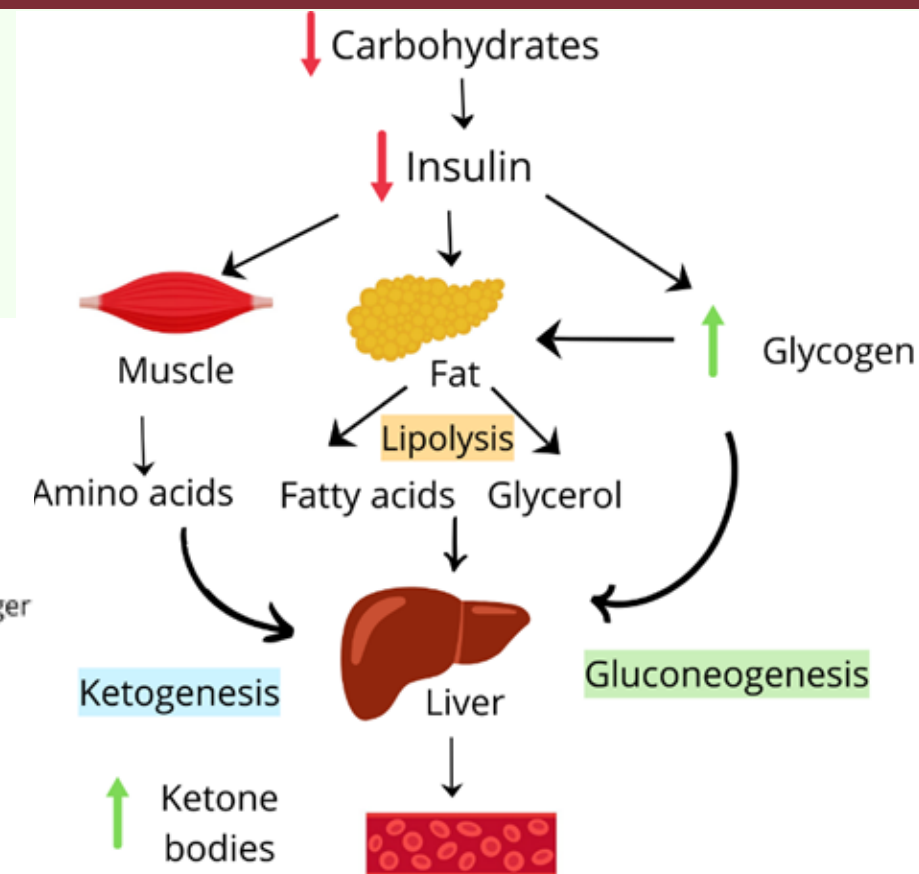 Carbohydrates
Insulin
Muscle
Fat
Glycogen
Lipolysis
Amino acids
Fatty acids
Glycerol
Ketogenesis
Liver
Gluconeogenesis
Ketone
bodies